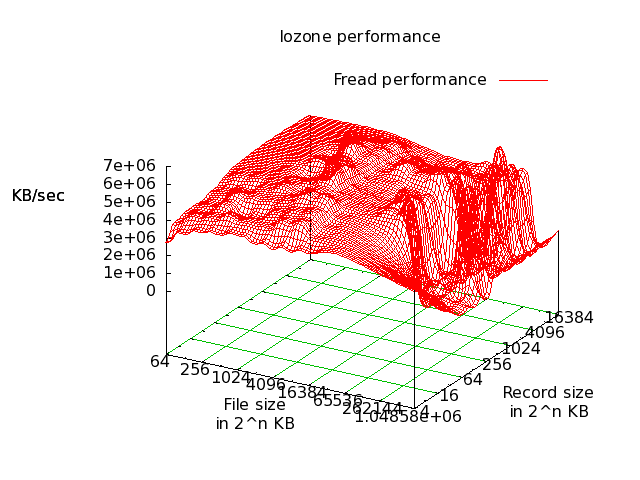 Iozone performance
Fread performance
7e+06
6e+06
5e+06
4e+06
3e+06
2e+06
1e+06
0
KB/sec
64
256
1024
4096
16384
65536
262144
1.04858e+06
File size
in 2^n KB
4
16
64
256
1024
4096
16384
Record size
in 2^n KB